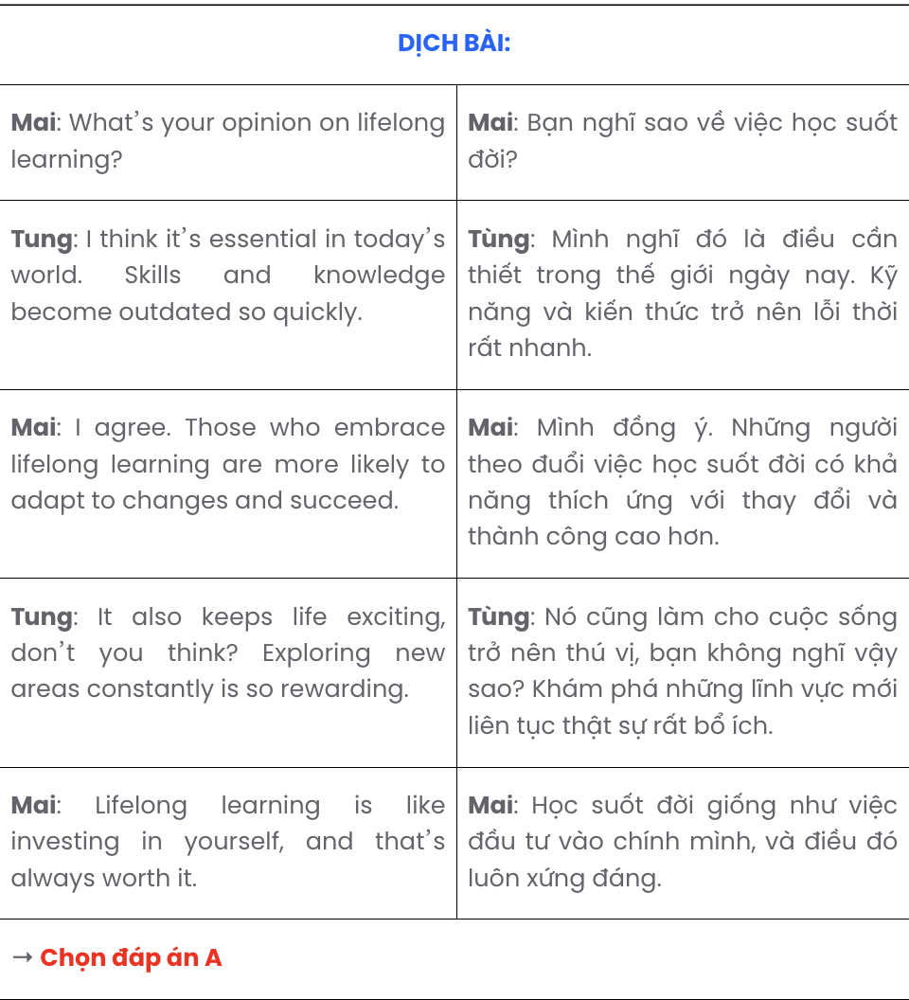 DỊCH BÀI:
Mai: What's your opinion on lifelong
learning?
Mai: Bạn nghĩ sao về việc học suốt
đời?
Tung: I think it's essential in today's
world. Skills and knowledge
become outdated so quickly.
Tùng: Mình nghĩ đó là điều cần
thiết trong thế giới ngày nay. Kỹ
năng và kiến thức trở nên lỗi thời
rất nhanh.
Mai: I agree. Those who embrace
lifelong learning are more likely to
adapt to changes and succeed.
Mai: Mình đồng ý. Những người
theo đuổi việc học suốt đời có khả
năng thích ứng với thay đổi và
thành công cao hơn.
Tung: It also keeps life exciting,
don't you think? Exploring new
areas constantly is so rewarding.
Tùng: Nó cũng làm cho cuộc sống
trở nên thú vị, bạn không nghĩ vậy
sao? Khám phá những lĩnh vực mới
liên tục thật sự rất bổ ích.
Mai: Lifelong learning is like
investing in yourself, and that's
always worth it.
Mai: Học suốt đời giống như việc
đầu tư vào chính mình, và điều đó
luôn xứng đáng.
→ Chọn đáp án A